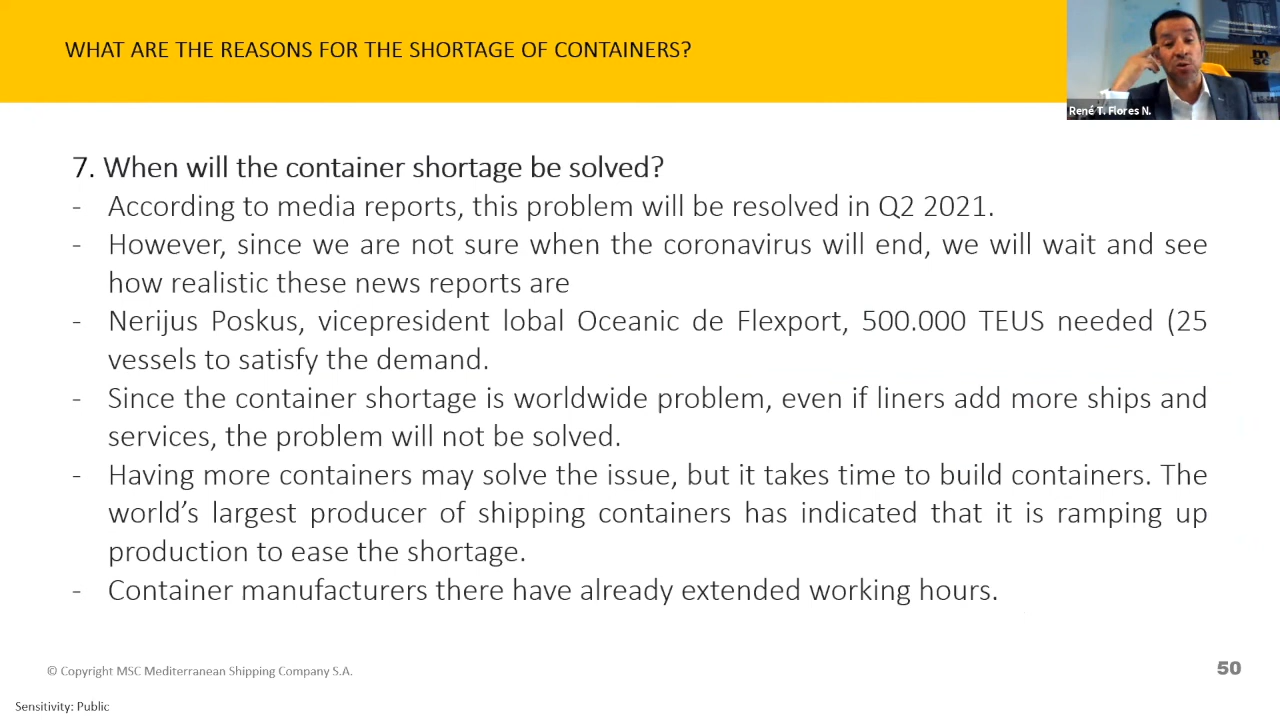 WHAT ARE THE REASONS FOR THE SHORTAGE OF CONTAINERS?
msc
René T. Flores N.
7. When will the container shortage be solved?
- According to media reports, this problem will be resolved in Q2 2021.
- However, since we are not sure when the coronavirus will end, we will wait and see
how realistic these news reports are
- Nerijus Poskus, vicepresident lobal Oceanic de Flexport, 500.000 TEUS needed (25
vessels to satisfy the demand.
- Since the container shortage is worldwide problem, even if liners add more ships and
services, the problem will not be solved.
- Having more containers may solve the issue, but it takes time to build containers. The
world’s largest producer of shipping containers has indicated that it is ramping up
production to ease the shortage.
- Container manufacturers there have already extended working hours.
© Copyright MSC Mediterranean Shipping Company S.A.
50
Sensitivity: Public